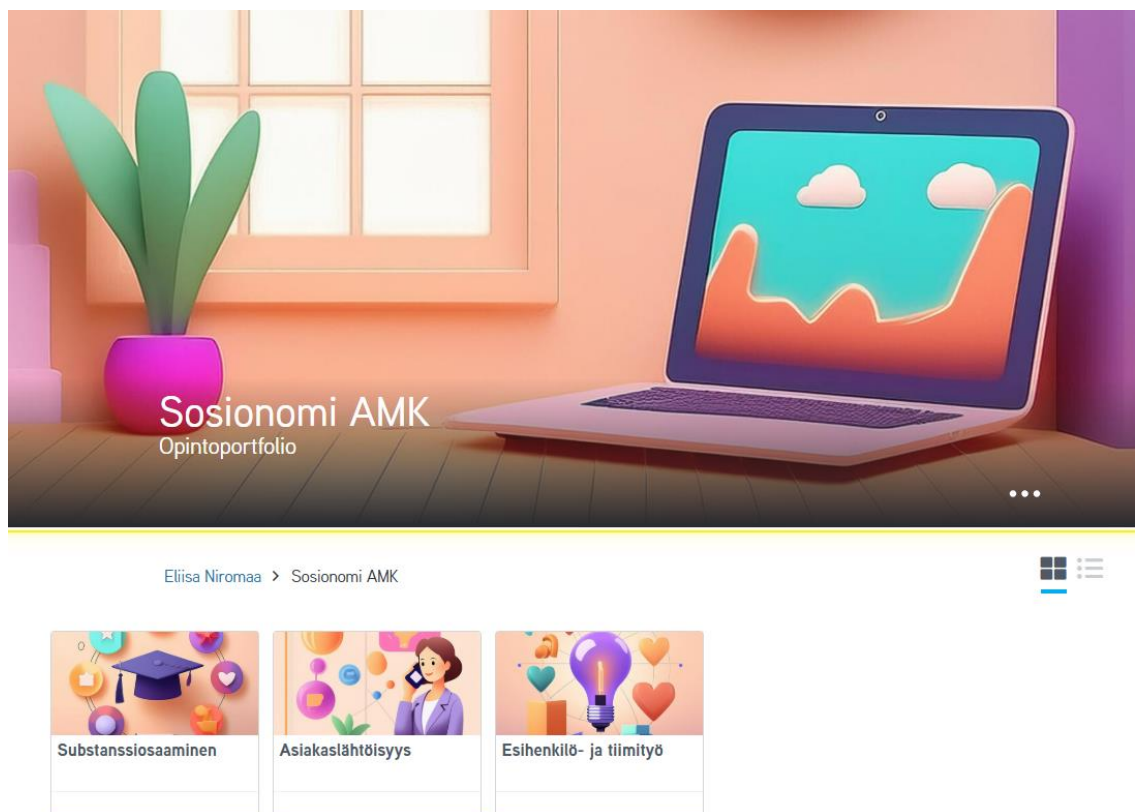 Sosionomi AMK
Opintoportfolio
Eliisa Niromaa > Sosionomi AMK
Substanssiosaaminen
Asiakaslähtöisyys
Esihenkilö- ja tiimityö